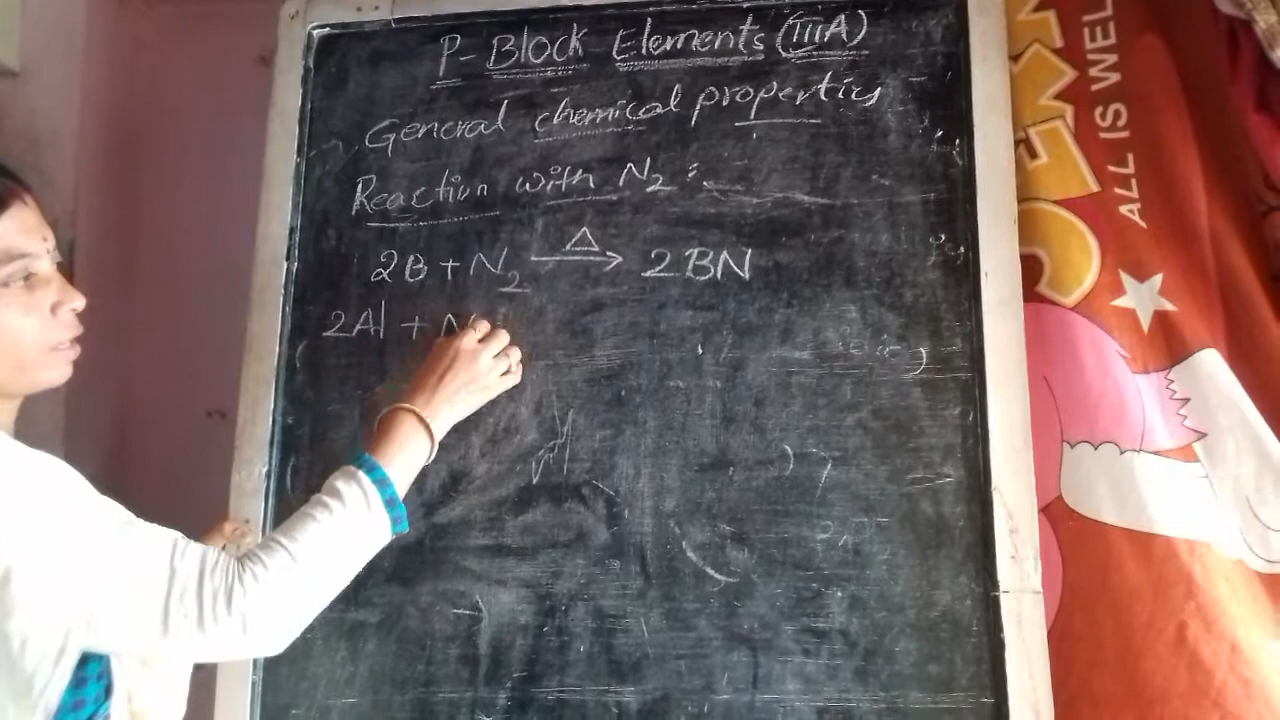 P-Block Elements (IIIA)
General chemical properties
Reaction with N₂:
2B + N₂ △→ 2BN
2Al + N
ALL IS WEL